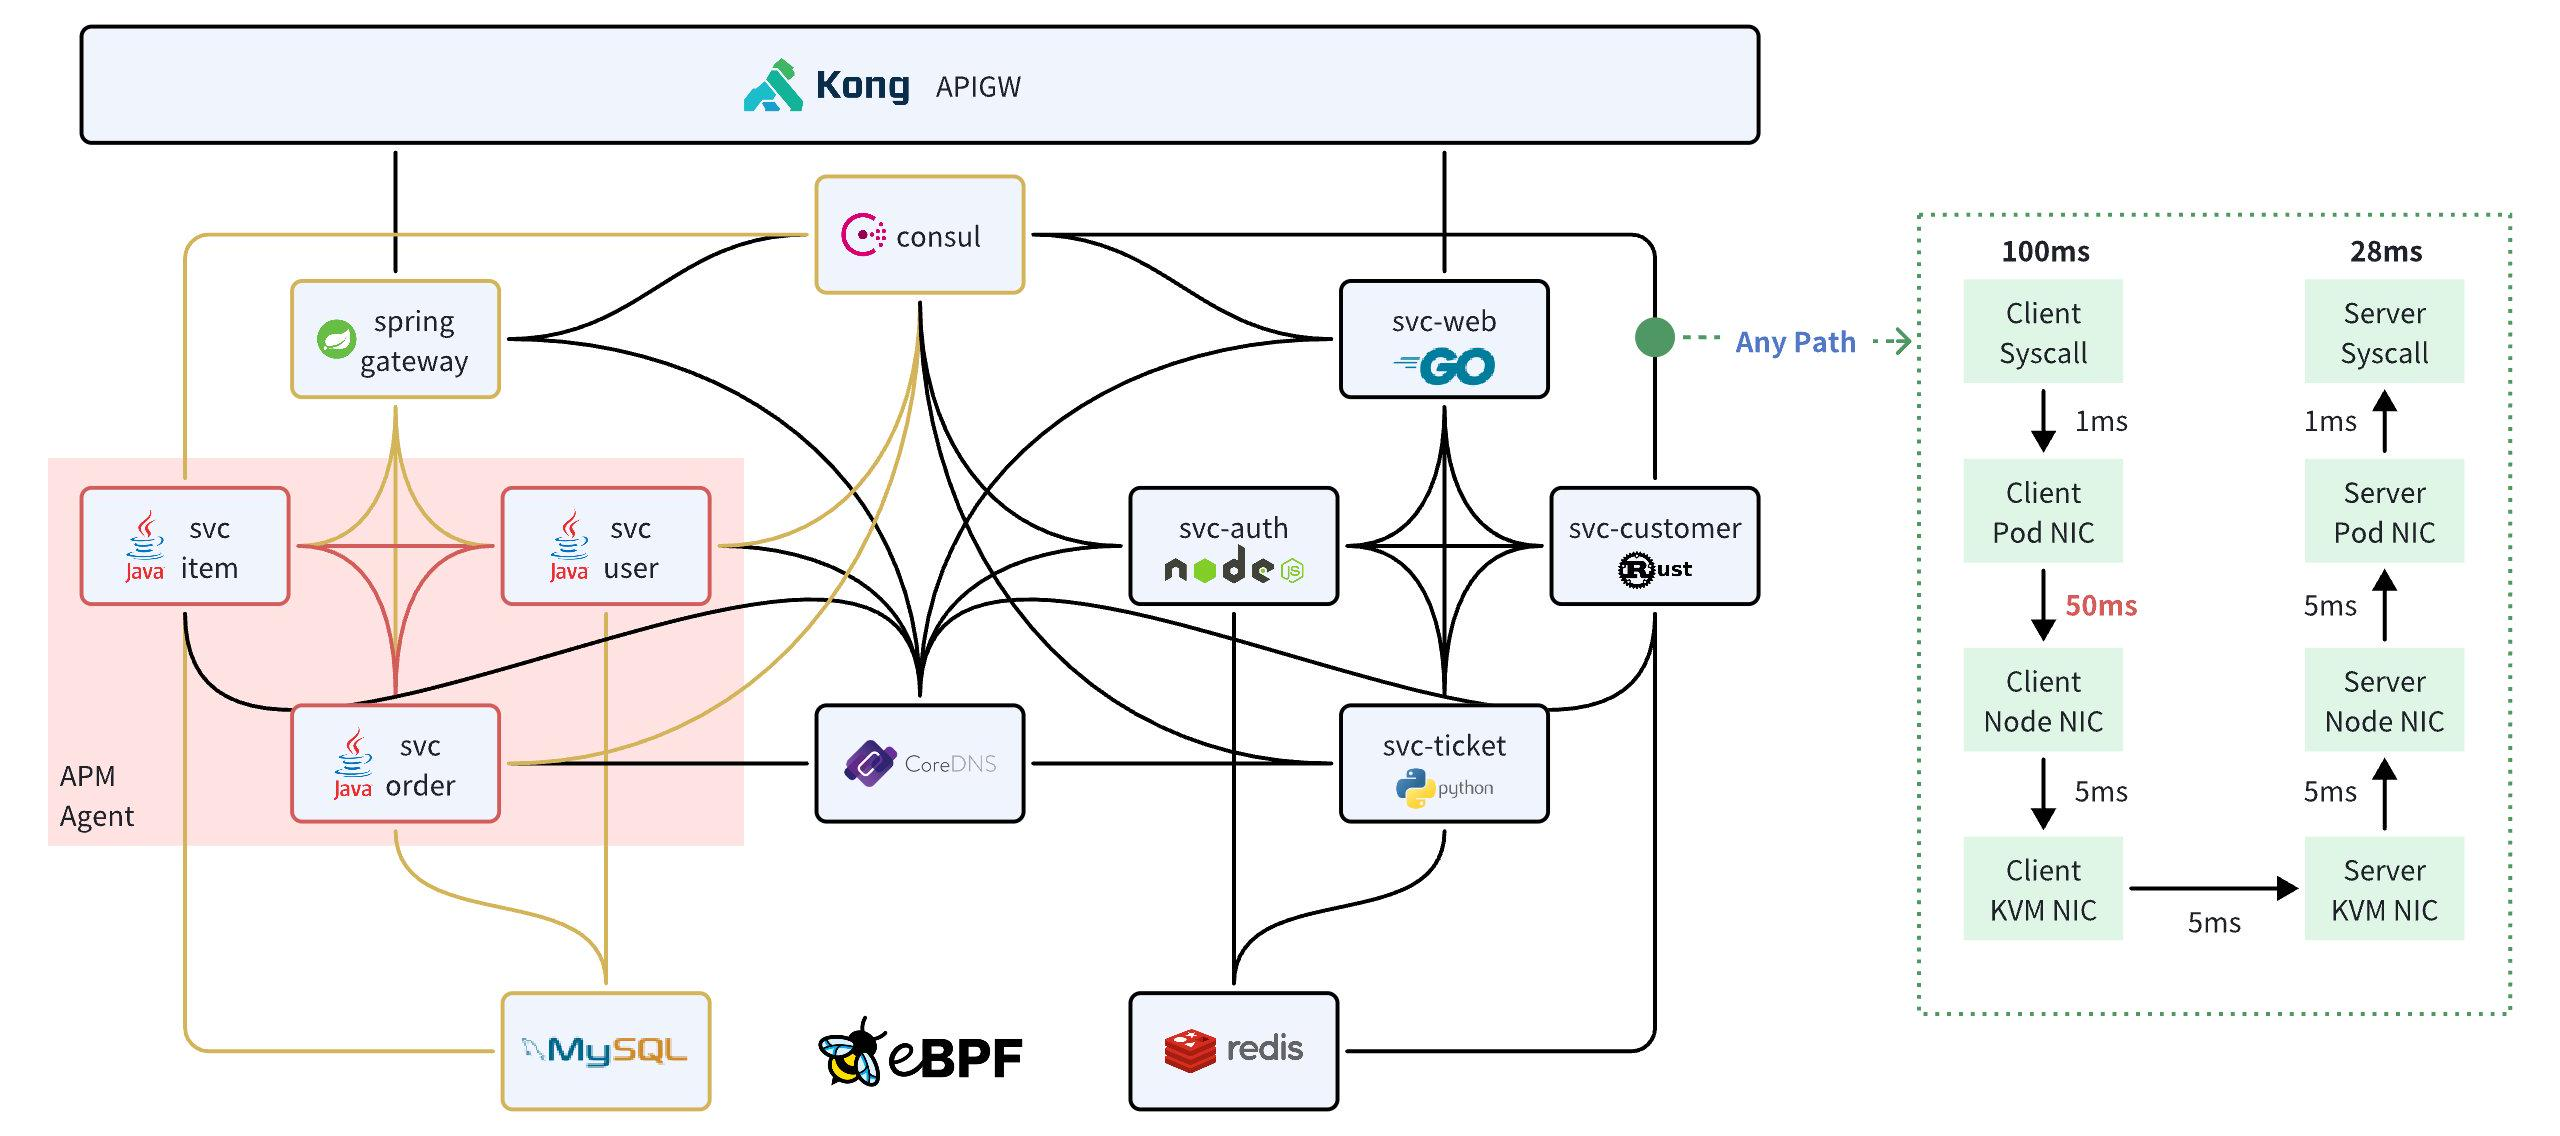 Kong APIGW
consul
spring
gateway
svc-web
GO
Any Path
svc
item
Java
svc
user
Java
svc-auth
node
JS
svc-customer
Rust
APM
Agent
svc
order
Java
CoreDNS
svc-ticket
python
MySQL
eBPF
redis
100ms
28ms
Client
Syscall
Server
Syscall
1ms
1ms
Client
Pod NIC
Server
Pod NIC
50ms
5ms
Client
Node NIC
Server
Node NIC
5ms
5ms
Client
KVM NIC
Server
KVM NIC
5ms